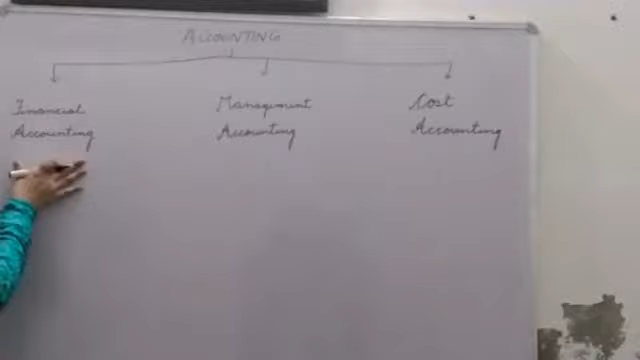 ACCOUNTING
Financial
Accounting
Management
Accounting
Cost
Accounting